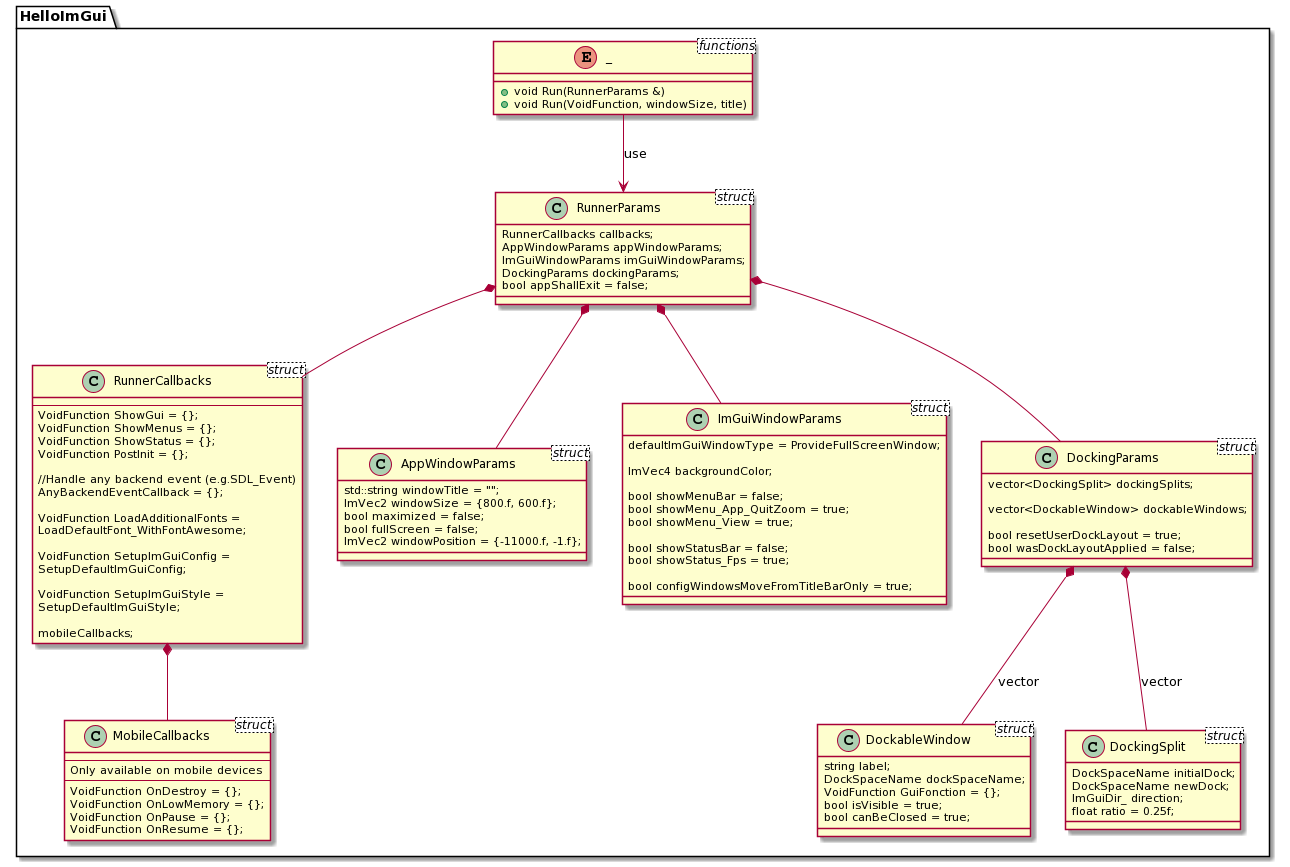 HelloImGui
functions
E _
void Run(RunnerParams &)
void Run(VoidFunction, windowSize, title)
use
struct
C RunnerParams
RunnerCallbacks callbacks;
AppWindowParams appWindowParams;
ImGuiWindowParams imGuiWindowParams;
DockingParams dockingParams;
bool appShallExit = false;
struct
C RunnerCallbacks
VoidFunction ShowGui = {};
VoidFunction ShowMenus = {};
VoidFunction ShowStatus = {};
VoidFunction PostInit = {};
//Handle any backend event (e.g.SDL_Event)
AnyBackendEventCallback = {};
VoidFunction LoadAdditionalFonts =
LoadDefaultFont_WithFontAwesome;
VoidFunction SetupImGuiConfig =
SetupDefaultImGuiConfig;
VoidFunction SetupImGuiStyle =
SetupDefaultImGuiStyle;
mobileCallbacks;
struct
C AppWindowParams
std::string windowTitle = "";
ImVec2 windowSize = {800.f, 600.f};
bool maximized = false;
bool fullScreen = false;
ImVec2 windowPosition = {-11000.f, -1.f};
struct
C ImGuiWindowParams
defaultImGuiWindowType = ProvideFullScreenWindow;
ImVec4 backgroundColor;
bool showMenuBar = false;
bool showMenu_App_QuitZoom = true;
bool showMenu_View = true;
bool showStatusBar = false;
bool showStatus_Fps = true;
bool configWindowsMoveFromTitleBarOnly = true;
struct
C DockingParams
vector<DockingSplit> dockingSplits;
vector<DockableWindow> dockableWindows;
bool resetUserDockLayout = true;
bool wasDockLayoutApplied = false;
vector
vector
struct
C MobileCallbacks
Only available on mobile devices
VoidFunction OnDestroy = {};
VoidFunction OnLowMemory = {};
VoidFunction OnPause = {};
VoidFunction OnResume = {};
struct
C DockableWindow
string label;
DockSpaceName dockSpaceName;
VoidFunction GuiFonction = {};
bool isVisible = true;
bool canBeClosed = true;
struct
C DockingSplit
DockSpaceName initialDock;
DockSpaceName newDock;
ImGuiDir_ direction;
float ratio = 0.25f;